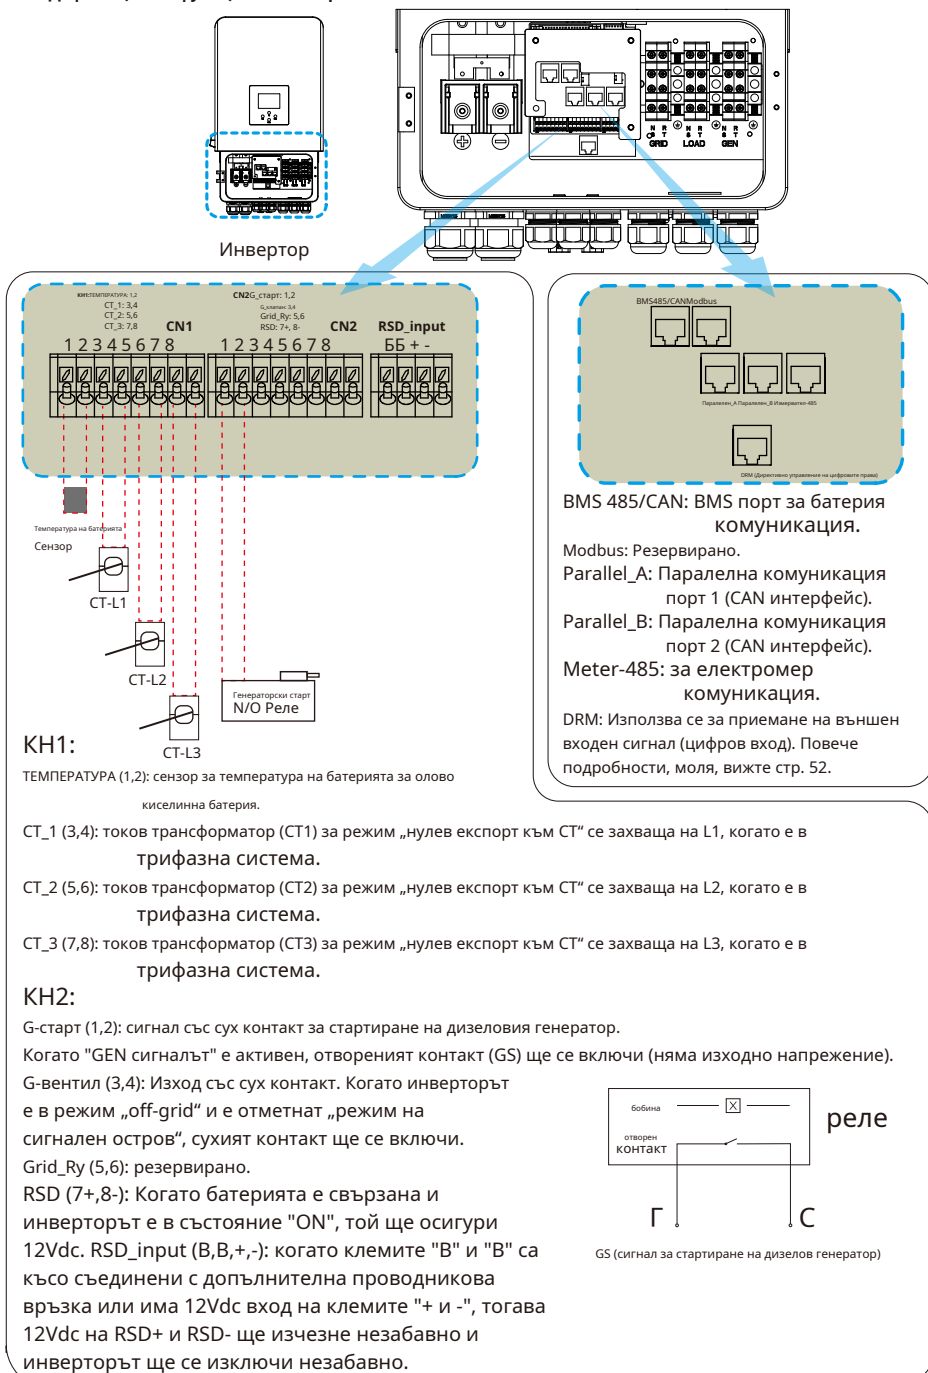 Инвертор
N R N R N R
S T S T S T
GRID LOAD GEN
КН1:ТЕМПЕРАТУРА: 1,2
CT_1: 3,4
CT_2: 5,6
CT_3: 7,8
CN1
1 2 3 4 5 6 7 8
CN2G_старт: 1,2
G_клапан: 3,4
Grid_Ry: 5,6
RSD: 7+, 8-
CN2
1 2 3 4 5 6 7 8
RSD_input
ББ + -
Температура на батерията
Сензор
CT-L1
CT-L2
CT-L3
Генераторски старт
N/O Реле
BMS485/CANModbus
Паралелен_A Паралелен_B Измервател-485
DRM (Директивно управление на цифровите права)
BMS 485/CAN: BMS порт за батерия
комуникация.
Modbus: Резервирано.
Parallel_A: Паралелна комуникация
порт 1 (CAN интерфейс).
Parallel_B: Паралелна комуникация
порт 2 (CAN интерфейс).
Meter-485: за електромер
комуникация.
DRM: Използва се за приемане на външен
входен сигнал (цифров вход). Повече
подробности, моля, вижте стр. 52.
КН1:
ТЕМПЕРАТУРА (1,2): сензор за температура на батерията за олово
киселинна батерия.
CT_1 (3,4): токов трансформатор (CT1) за режим „нулев експорт към CT“ се захваща на L1, когато е в
трифазна система.
CT_2 (5,6): токов трансформатор (CT2) за режим „нулев експорт към CT“ се захваща на L2, когато е в
трифазна система.
CT_3 (7,8): токов трансформатор (CT3) за режим „нулев експорт към CT“ се захваща на L3, когато е в
трифазна система.
КН2:
G-старт (1,2): сигнал със сух контакт за стартиране на дизеловия генератор.
Когато "GEN сигналът" е активен, отвореният контакт (GS) ще се включи (няма изходно напрежение).
G-вентил (3,4): Изход със сух контакт. Когато инверторът
е в режим „off-grid“ и е отметнат „режим на
сигнален остров“, сухият контакт ще се включи.
Grid_Ry (5,6): резервирано.
RSD (7+,8-): Когато батерията е свързана и
инверторът е в състояние "ON", той ще осигури
12Vdc. RSD_input (B,B,+,-): когато клемите "B" и "B" са
късо съединени с допълнителна проводникова
връзка или има 12Vdc вход на клемите "+ и -", тогава
12Vdc на RSD+ и RSD- ще изчезне незабавно и
инверторът ще се изключи незабавно.
бобина
реле
отворен
контакт
Г С
GS (сигнал за стартиране на дизелов генератор)